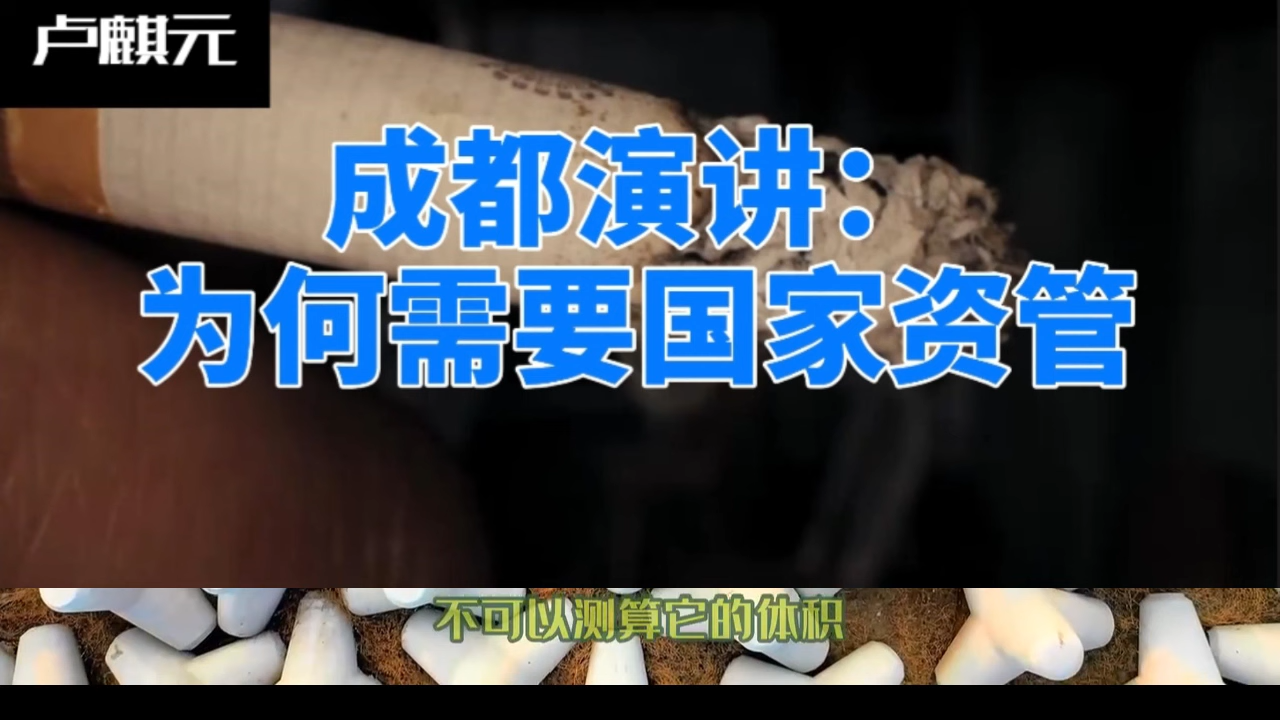 卢麒元
成都演讲：
为何需要国家资管
不可以测算它的体积